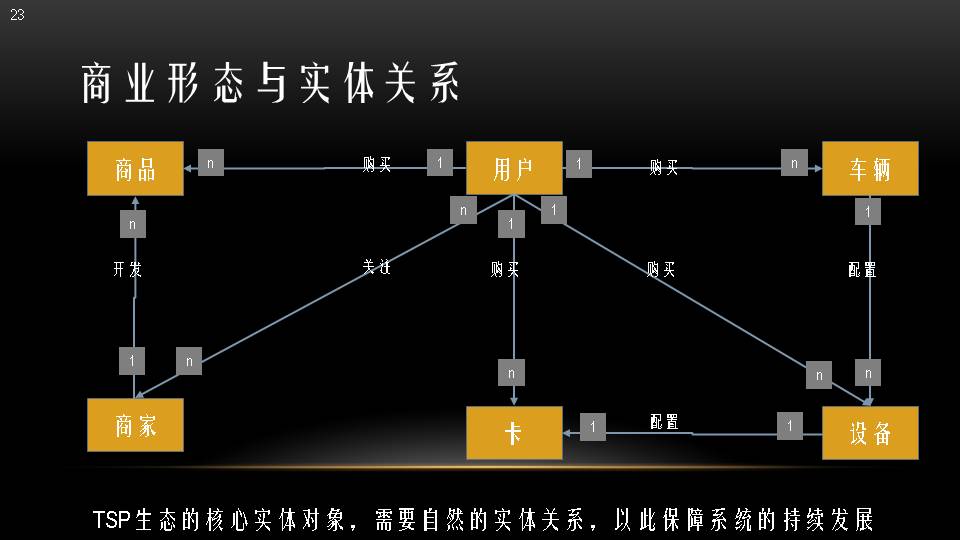 23
商业形态与实体关系
商品
n
购买
1
用户
1
购买
n
车辆
n
n
1
1
1
开发
关注
购买
购买
配置
1
n
n
n
n
商家
卡
1
配置
1
设备
TSP生态的核心实体对象，需要自然的实体关系，以此保障系统的持续发展